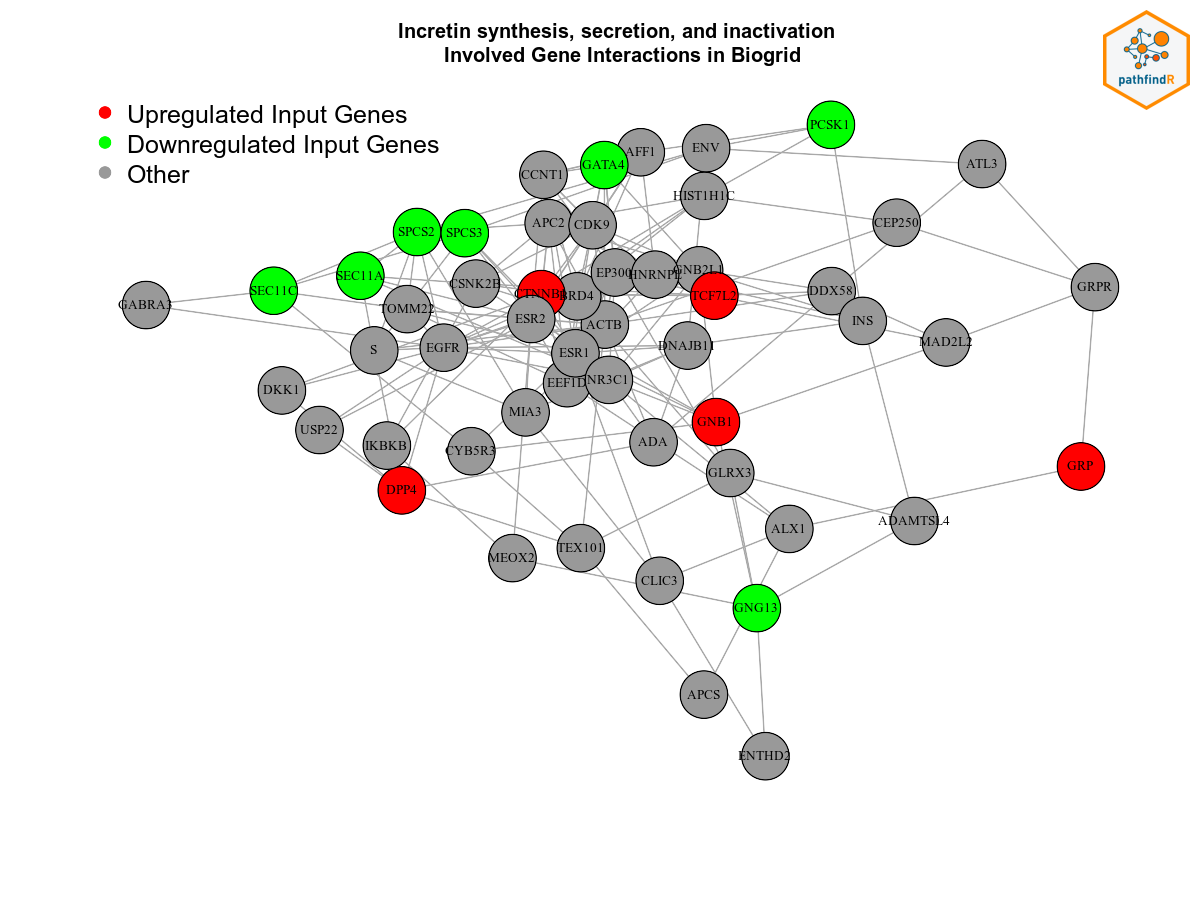 Incretin synthesis, secretion, and inactivation
Involved Gene Interactions in Biogrid
pathfindR
Upregulated Input Genes
Downregulated Input Genes
Other
PCSK1
AFF1
ENV
GATA4
ATL3
CCNT1
HIST1H1C
APC2
CDK9
CEP250
SPCS2
SPCS3
EP300
HNRNPL
GNB2L1
SEC11A
CSNK2B
SEC11C
CTNNB1
BRD4
TCF7L2
DDX58
GRPR
GABRA3
TOMM22
ESR2
ACTB
INS
MAD2L2
S
EGFR
ESR1
DNAJB11
EEF1D
NR3C1
DKK1
MIA3
GNB1
USP22
IKBKB
ADA
CYB5R3
GLRX3
GRP
DPP4
ADAMTSL4
ALX1
TEX101
MEOX2
CLIC3
GNG13
APCS
ENTHD2